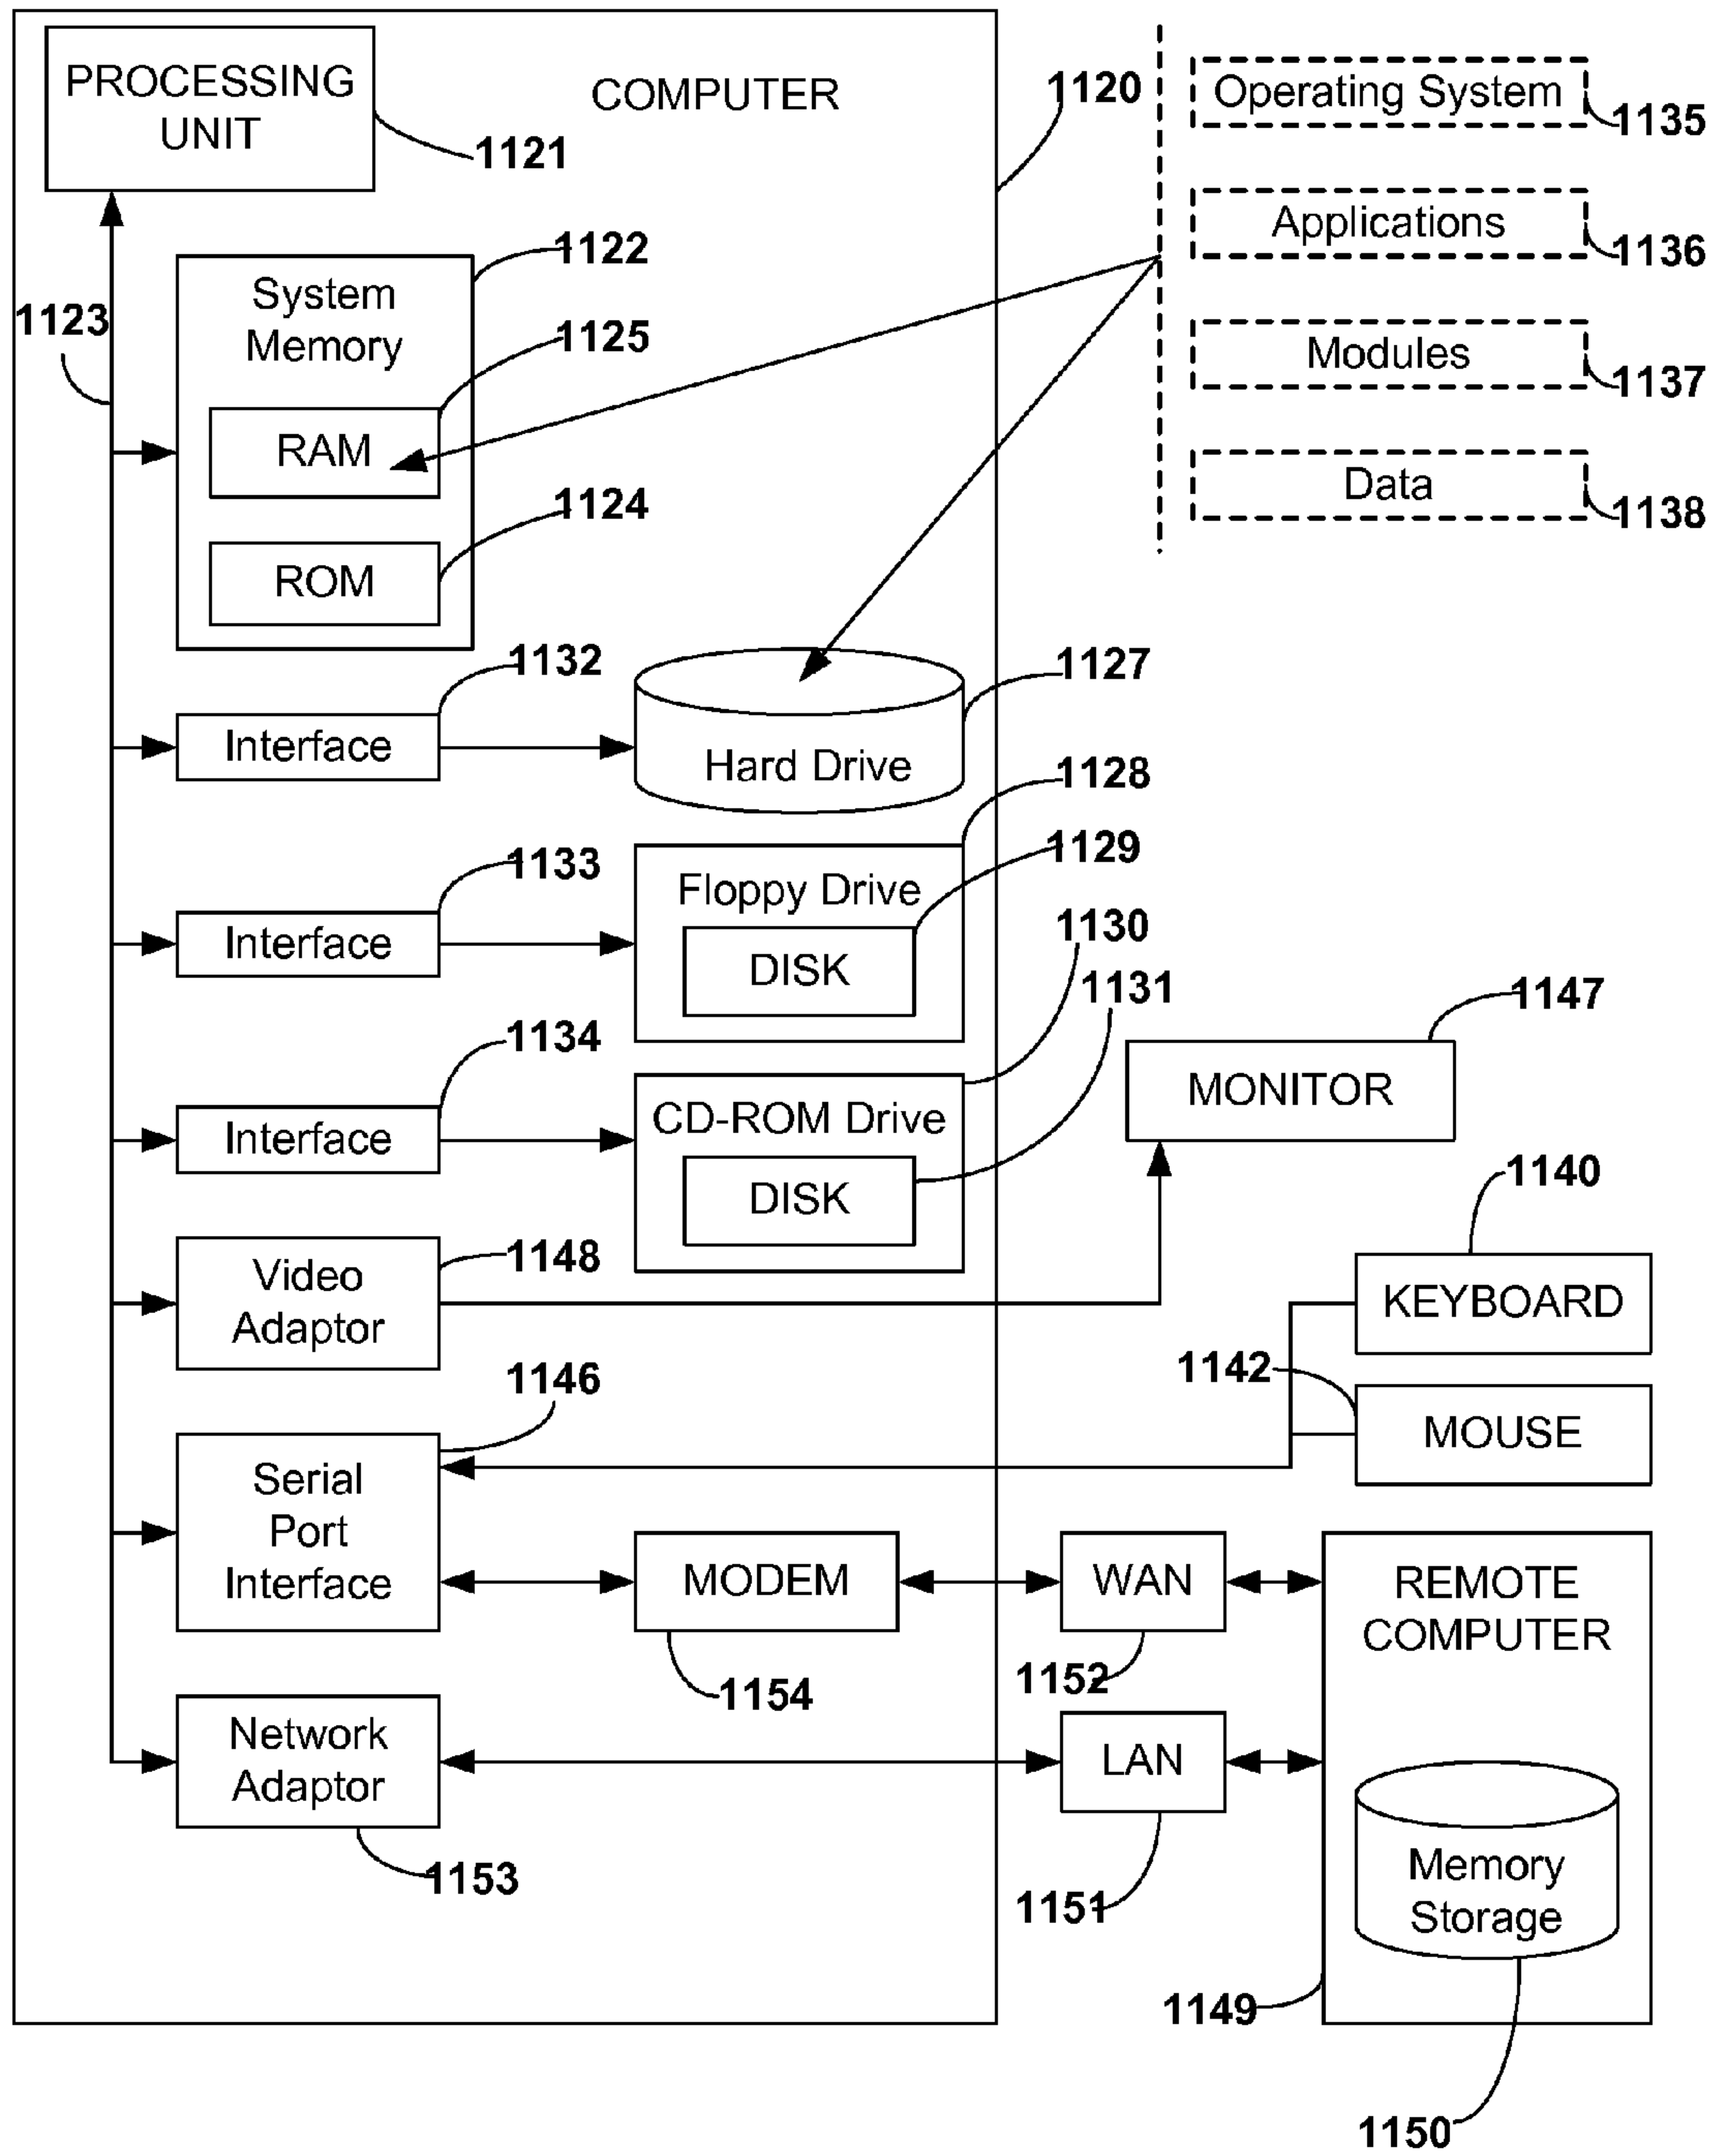 PROCESSING
UNIT
1121
COMPUTER
1120
Operating System
1135
Applications
1136
Modules
1137
Data
1138
1123
1122
System
Memory
1125
RAM
1124
ROM
1132
Interface
1127
Hard Drive
1128
1133
Interface
1129
Floppy Drive
DISK
1130
1131
1134
Interface
CD-ROM Drive
DISK
1147
MONITOR
1140
KEYBOARD
1148
Video
Adaptor
1142
MOUSE
1146
Serial
Port
Interface
MODEM
1154
WAN
1152
REMOTE
COMPUTER
Network
Adaptor
1153
LAN
1151
Memory
Storage
1149
1150